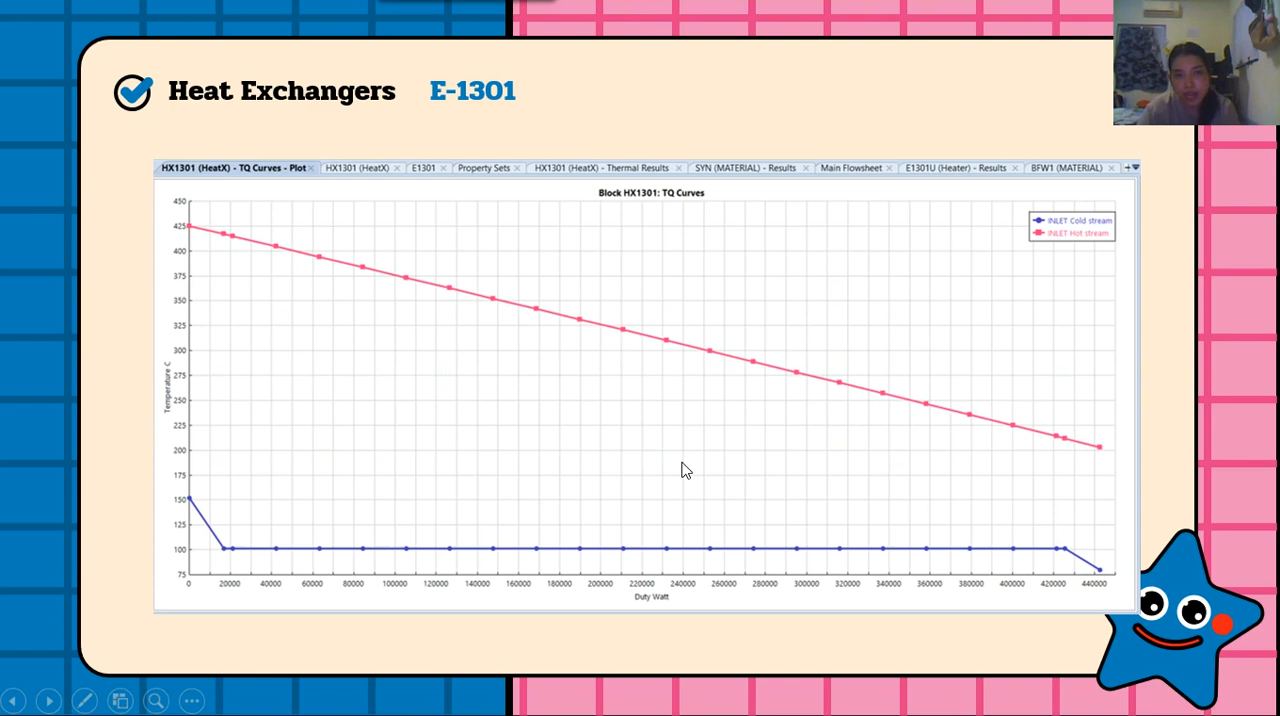 Heat Exchangers E-1301
HX1301 (HeatX) - TQ Curves - Plot HX1301 (HeatX) E1301 Property Sets HX1301 (HeatX) - Thermal Results SYN (MATERIAL) - Results Main Flowsheet E1301U (Heater) - Results BFW1 (MATERIAL)
Block HX1301: TQ Curves
INLET Cold stream
INLET Hot stream
Temperature C
450
425
400
375
350
325
300
275
250
225
200
175
150
125
100
75
0 20000 40000 60000 80000 100000 120000 140000 160000 180000 200000 220000 240000 260000 280000 300000 320000 340000 360000 380000 400000 420000 440000
Duty Watt